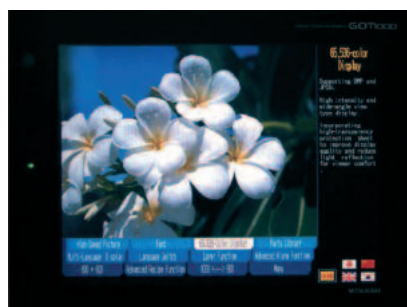 GOT1000
65,536-color
Display
Supporting BMP and
JPEG.
High intensity and
wide-angle view
type display.
Incorporating
high-transparency
protection sheet
to improve display
quality and reduce
light reflection
for viewer comfort
High-Speed Picture
Font
65,536-Color Display
Parts Library
Multi-Language Display
Language Switch
Layer Function
Advanced Alarm Function
Advanced Recipe Function
Menu
MITSUBISHI